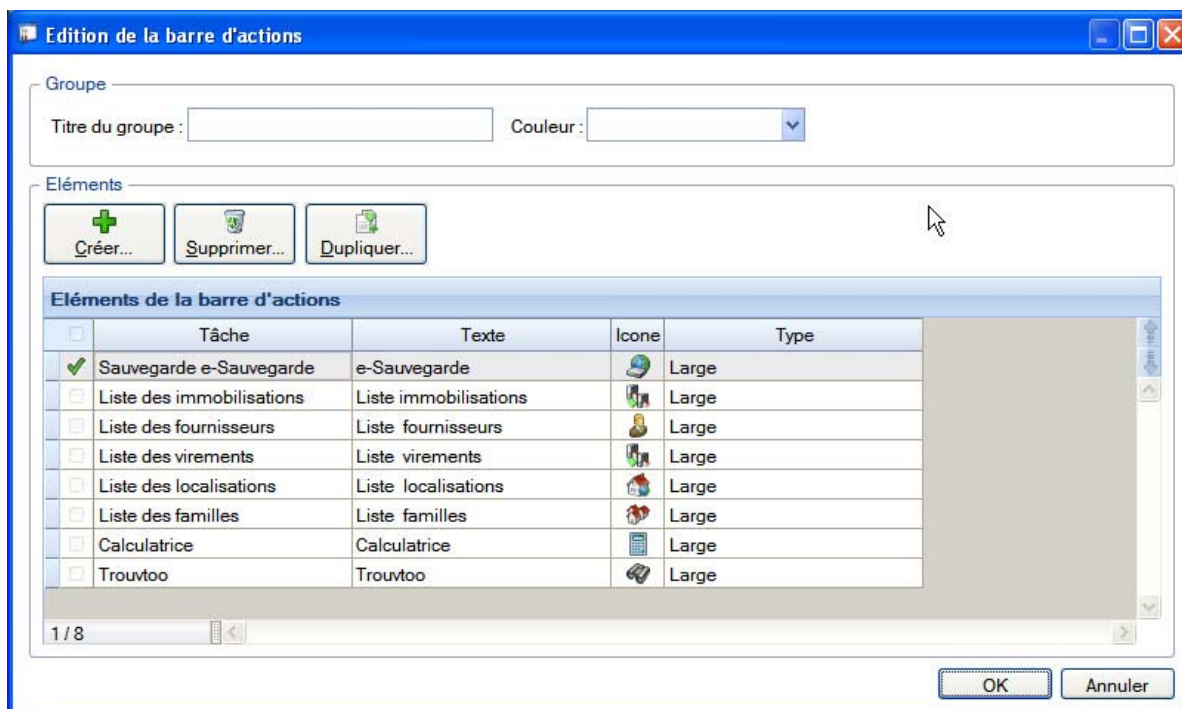 Edition de la barre d'actions
Groupe
Titre du groupe : Couleur :
Eléments
Créer... Supprimer... Dupliquer...
Eléments de la barre d'actions
Tâche Texte Icone Type
Sauvegarde e-Sauvegarde e-Sauvegarde Large
Liste des immobilisations Liste immobilisations Large
Liste des fournisseurs Liste fournisseurs Large
Liste des virements Liste virements Large
Liste des localisations Liste localisations Large
Liste des familles Liste familles Large
Calculatrice Calculatrice Large
Trouvtoo Trouvtoo Large
1 / 8
OK Annuler